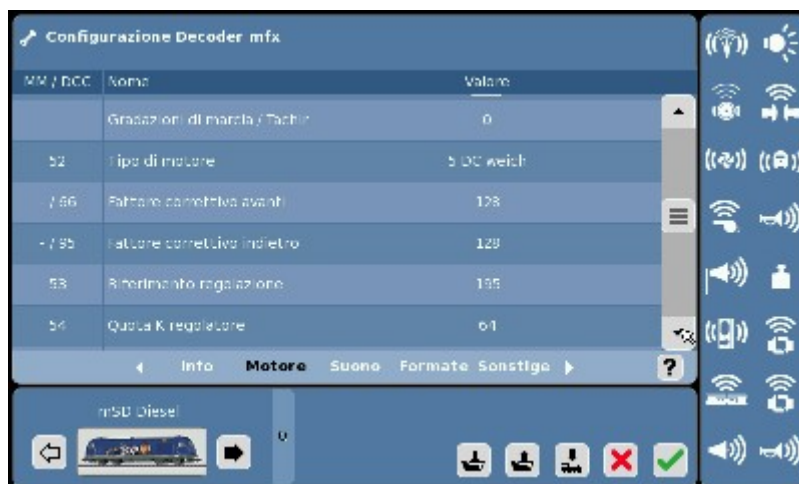 Configurazione Decoder mfx
MM / DCC Nome Valore
Gradazioni di marcia / Tachir 0
52 Tipo di motore 5 DC weich
- / 66 Fattore correttivo avanti 128
- / 95 Fattore correttivo indietro 128
53 Riferimento regolazione 195
54 Quota K regolatore 64
Info Motore Suono Formate Sonstige
?
mSD Diesel
0